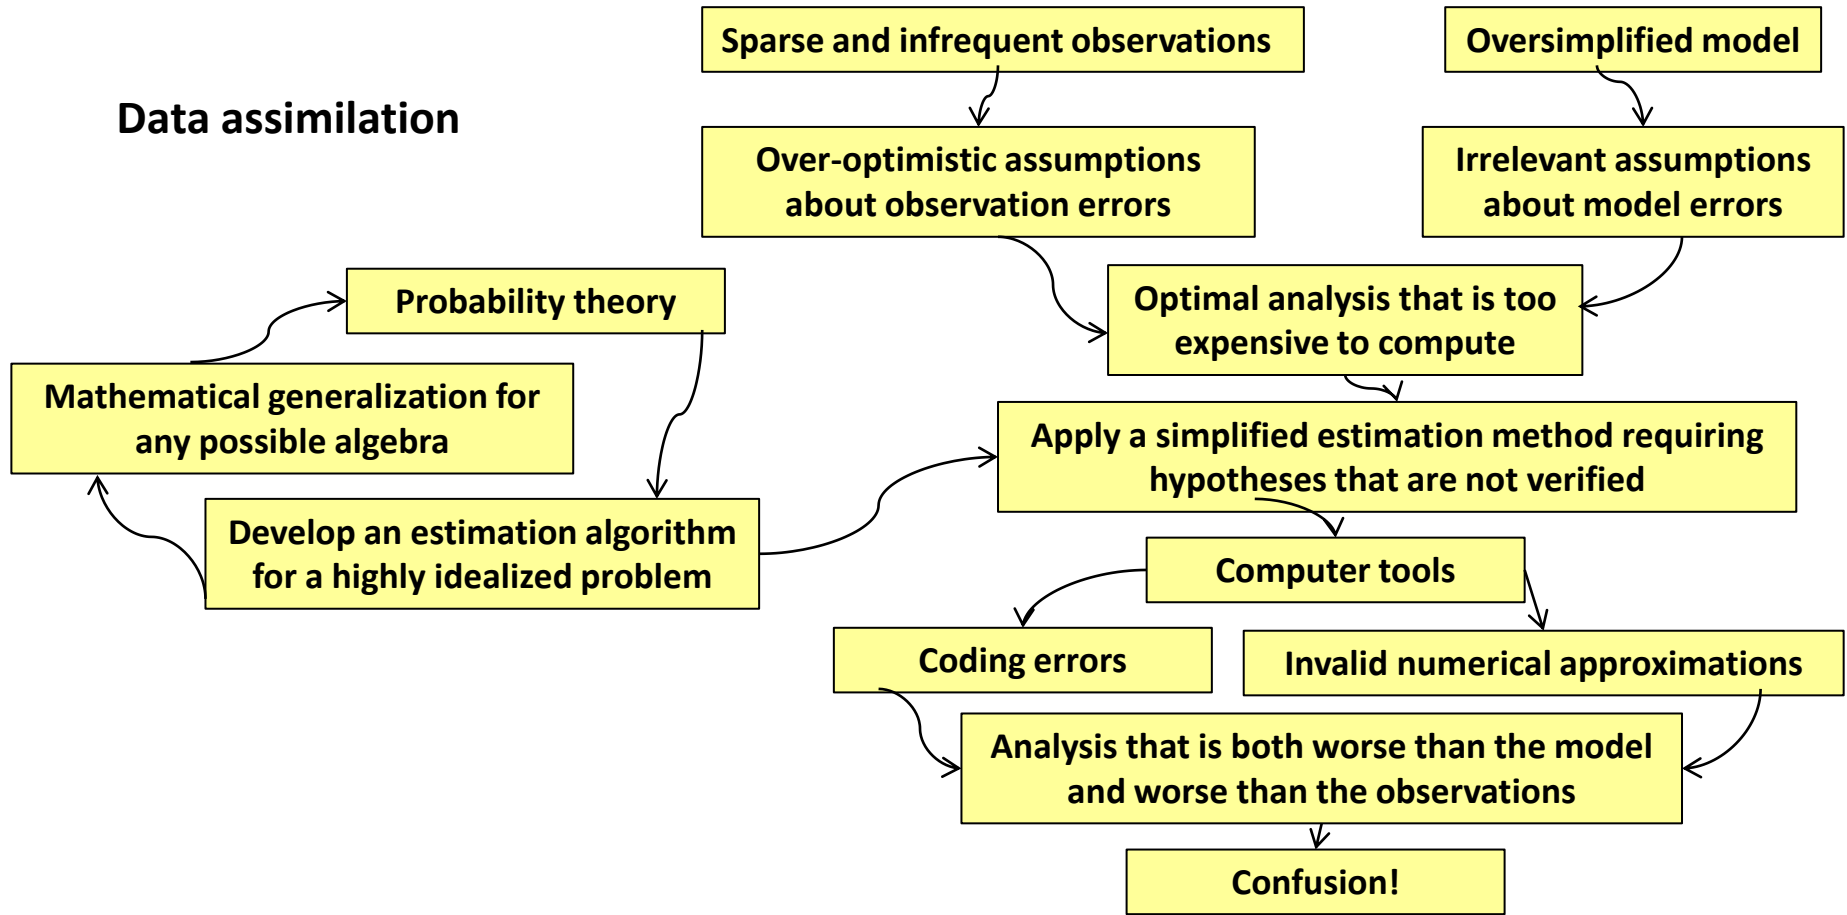 Data assimilation
Sparse and infrequent observations
Oversimplified model
Over-optimistic assumptions
about observation errors
Irrelevant assumptions
about model errors
Probability theory
Optimal analysis that is too
expensive to compute
Mathematical generalization for
any possible algebra
Apply a simplified estimation method requiring
hypotheses that are not verified
Develop an estimation algorithm
for a highly idealized problem
Computer tools
Coding errors
Invalid numerical approximations
Analysis that is both worse than the model
and worse than the observations
Confusion!